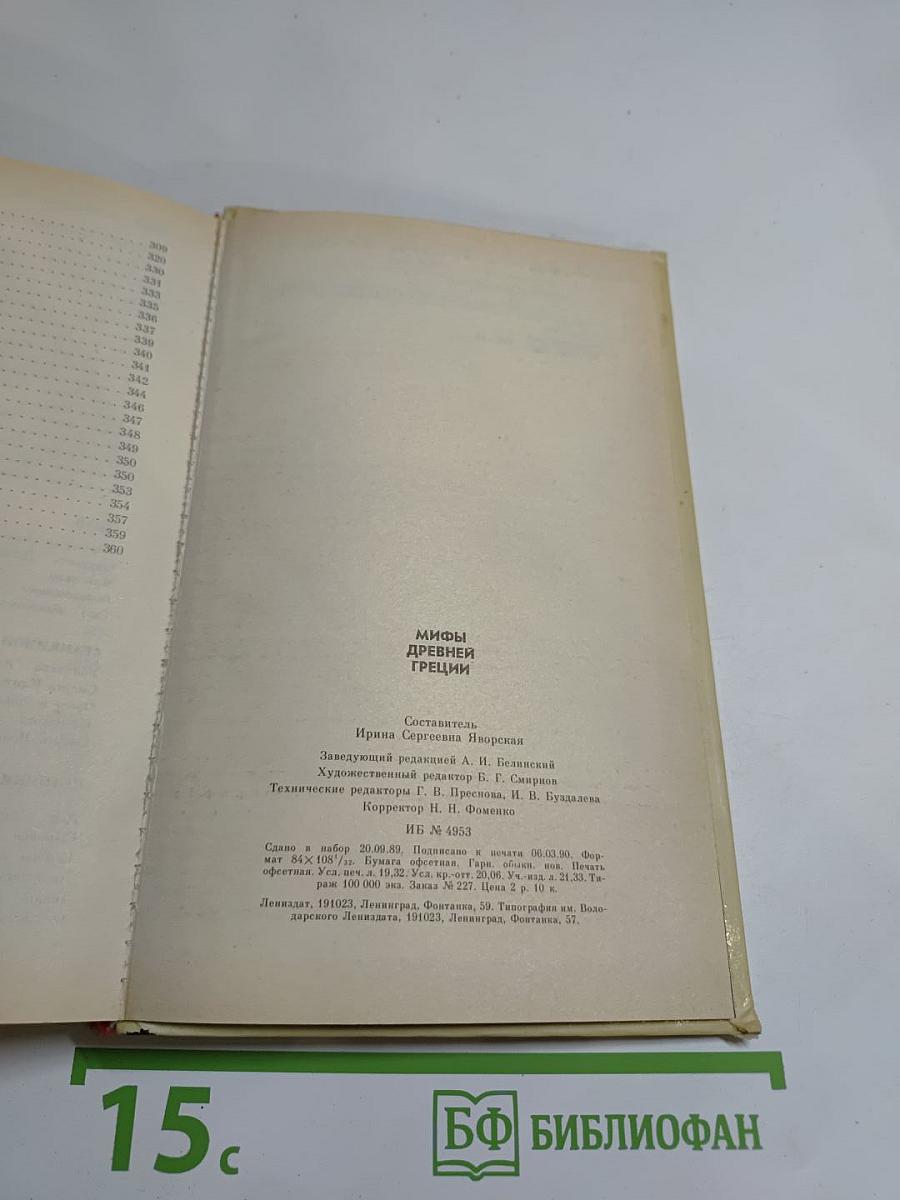 309
320
330
331
333
335
336
337
339
340
341
342
344
346
347
348
349
350
350
353
354
357
359
360
МИФЫ
ДРЕВНЕЙ
ГРЕЦИИ
Составитель
Ирина Сергеевна Яворская
Заведующий редакцией А. И. Белинский
Художественный редактор Б. Г. Смирнов
Технические редакторы Г. В. Преснова, И. В. Буздалева
Корректор Н. Н. Фоменко
ИБ № 4953
Сдано в набор 20.09.89. Подписано к печати 06.03.90. Фор-
мат 84×108¹/₃₂. Бумага офсетная. Гарн. обыкн. нов. Печать
офсетная. Усл. печ. л. 19,32. Усл. кр.-отт. 20,06. Уч.-изд. л. 21,33. Ти-
раж 100 000 экз. Заказ № 227. Цена 2 р. 10 к.
Лениздат, 191023, Ленинград, Фонтанка, 59. Типография им. Воло-
дарского Лениздата, 191023, Ленинград, Фонтанка, 57.
15 с
БФ БИБЛИОФАН